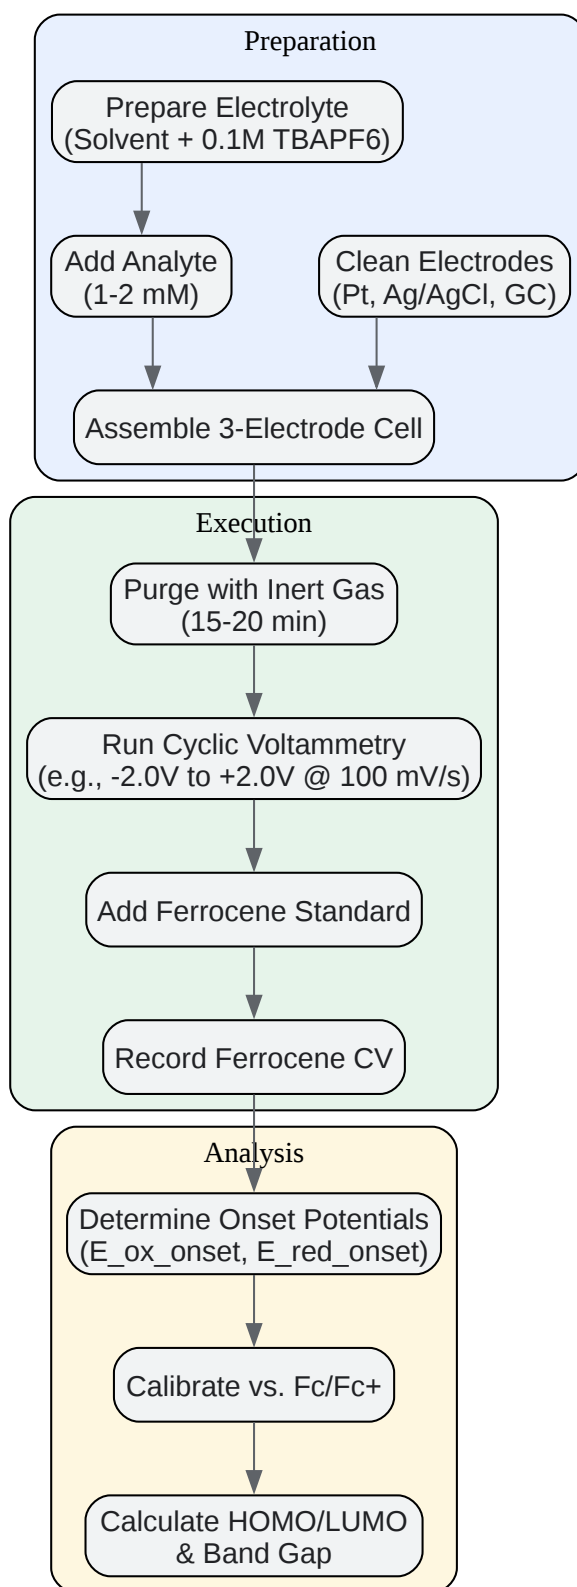 Preparation
Prepare Electrolyte
(Solvent + 0.1M TBAPF6)
Add Analyte
(1-2 mM)
Clean Electrodes
(Pt, Ag/AgCl, GC)
Assemble 3-Electrode Cell
Execution
Purge with Inert Gas
(15-20 min)
Run Cyclic Voltammetry
(e.g., -2.0V to +2.0V @ 100 mV/s)
Add Ferrocene Standard
Record Ferrocene CV
Analysis
Determine Onset Potentials
(E_ox_onset, E_red_onset)
Calibrate vs. Fc/Fc+
Calculate HOMO/LUMO
& Band Gap